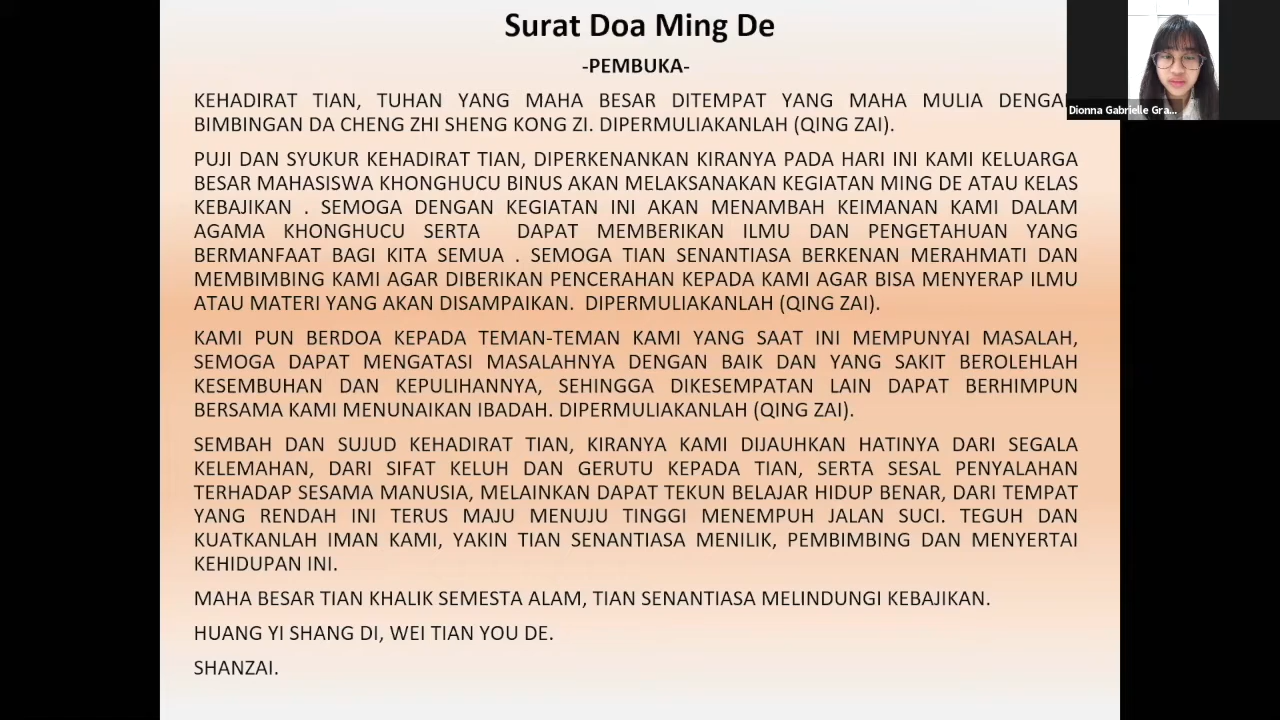 Surat Doa Ming De
-PEMBUKA-
KEHADIRAT TIAN, TUHAN YANG MAHA BESAR DITEMPAT YANG MAHA MULIA DENGA
BIMBINGAN DA CHENG ZHI SHENG KONG ZI. DIPERMULIAKANLAH (QING ZAI).
PUJI DAN SYUKUR KEHADIRAT TIAN, DIPERKENANKAN KIRANYA PADA HARI INI KAMI KELUARGA
BESAR MAHASISWA KHONGHUCU BINUS AKAN MELAKSANAKAN KEGIATAN MING DE ATAU KELAS
KEBAJIKAN . SEMOGA DENGAN KEGIATAN INI AKAN MENAMBAH KEIMANAN KAMI DALAM
AGAMA KHONGHUCU SERTA DAPAT MEMBERIKAN ILMU DAN PENGETAHUAN YANG
BERMANFAAT BAGI KITA SEMUA . SEMOGA TIAN SENANTIASA BERKENAN MERAHMATI DAN
MEMBIMBING KAMI AGAR DIBERIKAN PENCERAHAN KEPADA KAMI AGAR BISA MENYERAP ILMU
ATAU MATERI YANG AKAN DISAMPAIKAN. DIPERMULIAKANLAH (QING ZAI).
KAMI PUN BERDOA KEPADA TEMAN-TEMAN KAMI YANG SAAT INI MEMPUNYAI MASALAH,
SEMOGA DAPAT MENGATASI MASALAHNYA DENGAN BAIK DAN YANG SAKIT BEROLEHLAH
KESEMBUHAN DAN KEPULIHANNYA, SEHINGGA DIKESEMPATAN LAIN DAPAT BERHIMPUN
BERSAMA KAMI MENUNAIKAN IBADAH. DIPERMULIAKANLAH (QING ZAI).
SEMBAH DAN SUJUD KEHADIRAT TIAN, KIRANYA KAMI DIJAUHKAN HATINYA DARI SEGALA
KELEMAHAN, DARI SIFAT KELUH DAN GERUTU KEPADA TIAN, SERTA SESAL PENYALAHAN
TERHADAP SESAMA MANUSIA, MELAINKAN DAPAT TEKUN BELAJAR HIDUP BENAR, DARI TEMPAT
YANG RENDAH INI TERUS MAJU MENUJU TINGGI MENEMPUH JALAN SUCI. TEGUH DAN
KUATKANLAH IMAN KAMI, YAKIN TIAN SENANTIASA MENILIK, PEMBIMBING DAN MENYERTAI
KEHIDUPAN INI.
MAHA BESAR TIAN KHALIK SEMESTA ALAM, TIAN SENANTIASA MELINDUNGI KEBAJIKAN.
HUANG YI SHANG DI, WEI TIAN YOU DE.
SHANZAI.
Dionna Gabrielle Gra...